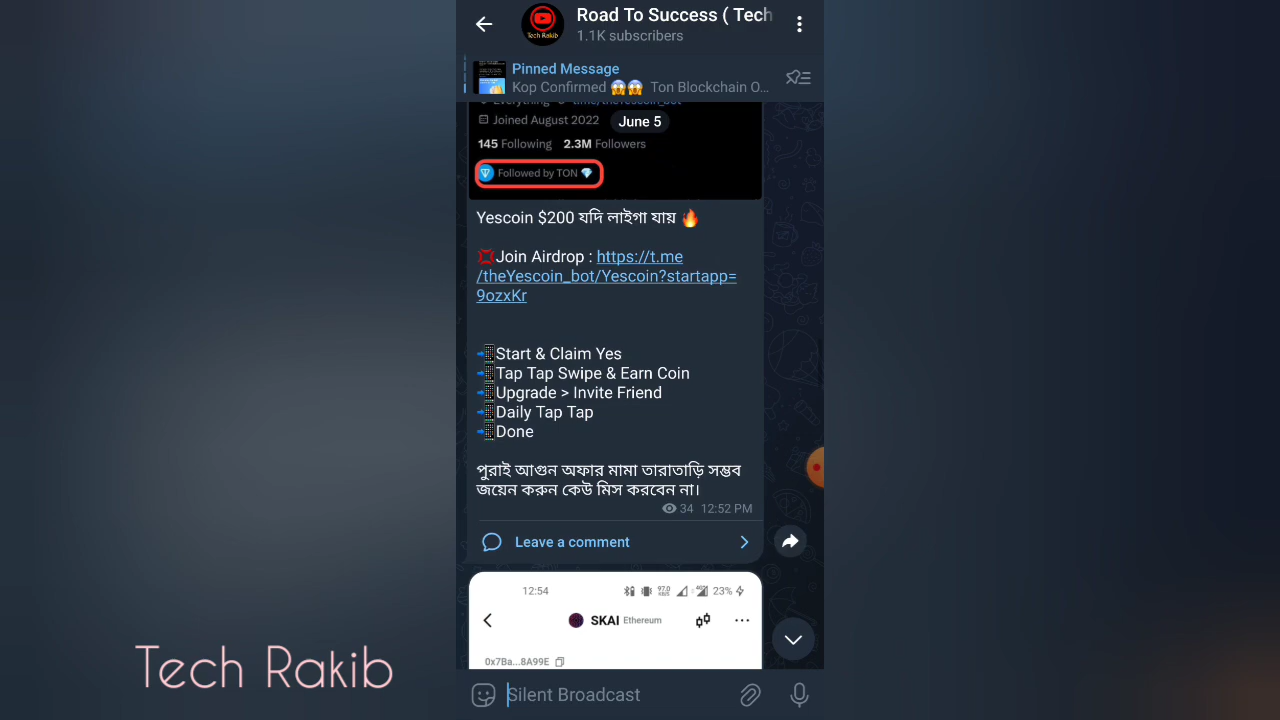 Road To Success ( Tech
1.1K subscribers
Tech Rakib
Pinned Message
Kop Confirmed 😱😱 Ton Blockchain O...
Joined August 2022
June 5
145 Following 2.3M Followers
Followed by TON 💎
Yescoin $200 যদি লাইগা যায় 🔥
💢Join Airdrop : https://t.me
/theYescoin_bot/Yescoin?startapp=
9ozxKr
📲Start & Claim Yes
📲Tap Tap Swipe & Earn Coin
📲Upgrade > Invite Friend
📲Daily Tap Tap
📲Done
পুরাই আগুন অফার মামা তারাতাড়ি সম্ভব
জয়েন করুন কেউ মিস করবেন না।
34 12:52 PM
Leave a comment
12:54
23%
SKAI Ethereum
0x7Ba...8A99E
Silent Broadcast
Tech Rakib